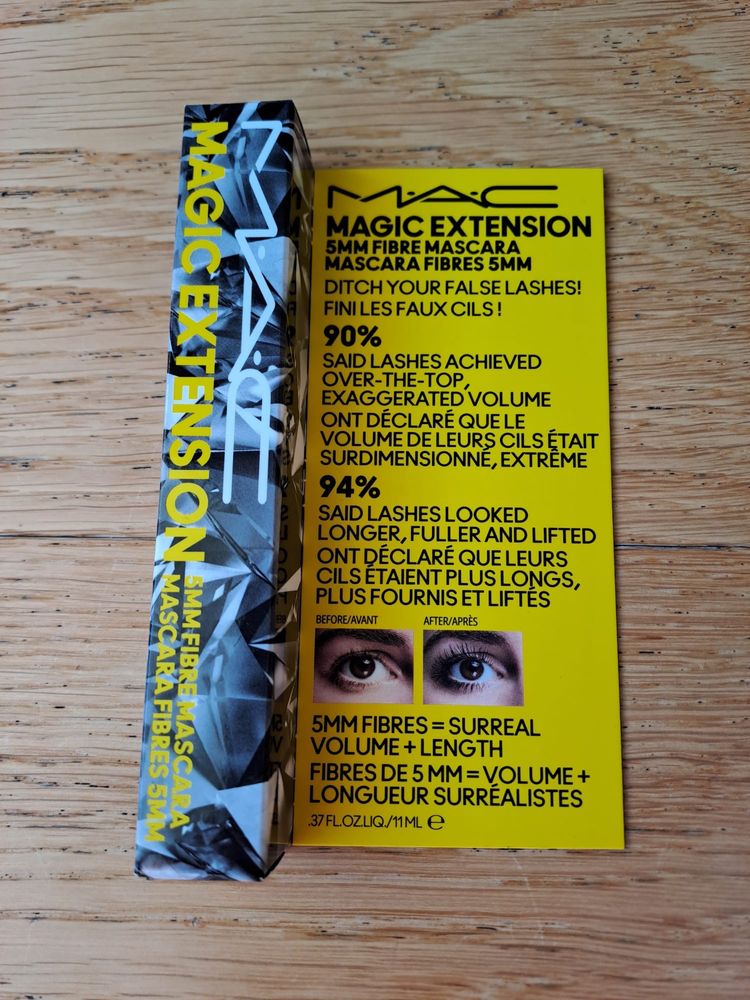 MAC
MAGIC EXTENSION
5MM FIBRE MASCARA
MASCARA FIBRES 5MM
M·A·C
MAGIC EXTENSION
5MM FIBRE MASCARA
MASCARA FIBRES 5MM
DITCH YOUR FALSE LASHES!
FINI LES FAUX CILS !
90%
SAID LASHES ACHIEVED
OVER-THE-TOP,
EXAGGERATED VOLUME
ONT DÉCLARÉ QUE LE
VOLUME DE LEURS CILS ÉTAIT
SURDIMENSIONNÉ, EXTRÊME
94%
SAID LASHES LOOKED
LONGER, FULLER AND LIFTED
ONT DÉCLARÉ QUE LEURS
CILS ÉTAIENT PLUS LONGS,
PLUS FOURNIS ET LIFTÉS
BEFORE/AVANT
AFTER/APRÈS
5MM FIBRES = SURREAL
VOLUME + LENGTH
FIBRES DE 5 MM = VOLUME +
LONGUEUR SURRÉALISTES
.37 FL.OZ.LIQ./11 ML ℮